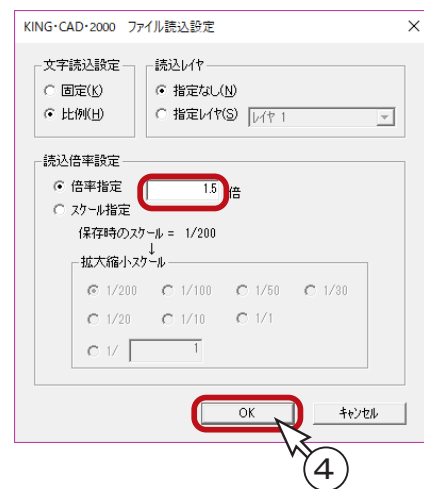 KING・CAD・2000 ファイル読込設定
文字読込設定
固定(K)
比例(H)
読込レイヤ
指定なし(N)
指定レイヤ(S)
レイヤ 1
読込倍率設定
倍率指定 1.5 倍
スケール指定
保存時のスケール = 1/200
↓
拡大縮小スケール
1/200 1/100 1/50 1/30
1/20 1/10 1/1
1/ 1
OK キャンセル
4